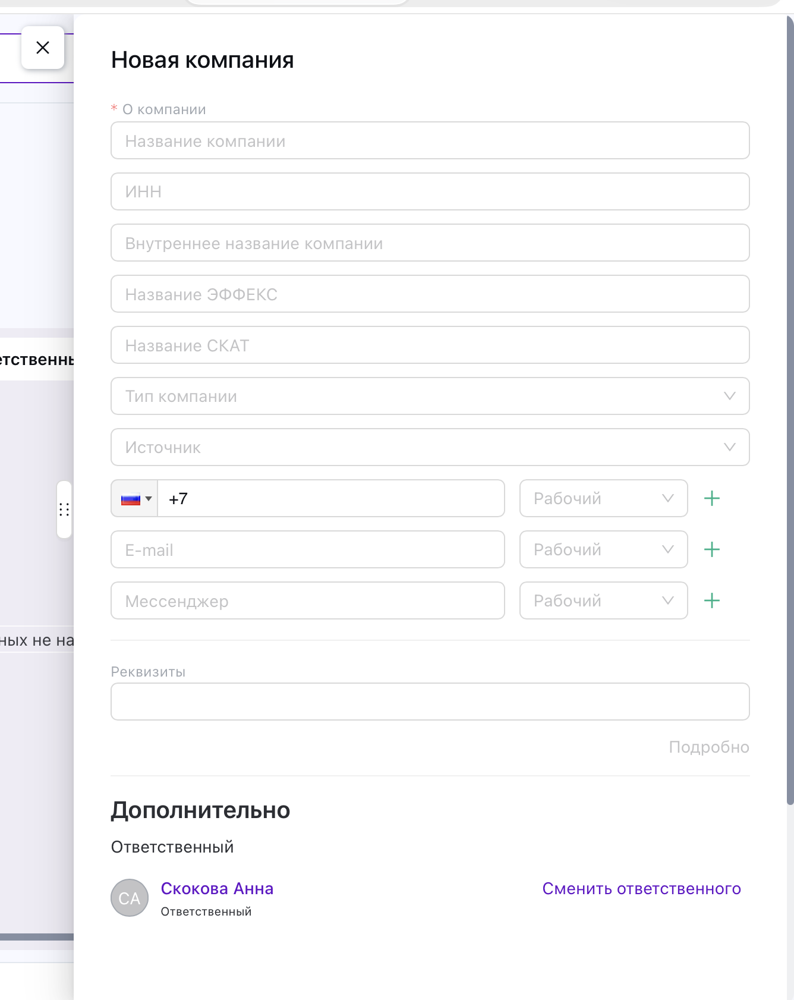 Новая компания
* О компании
Название компании
ИНН
Внутреннее название компании
Название ЭФФЕКС
Название СКАТ
етственны
Тип компании
Источник
+7
Рабочий
E-mail
Рабочий
Мессенджер
Рабочий
ных не на
Реквизиты
Подробно
Дополнительно
Ответственный
СА
Скокова Анна
Сменить ответственного
Ответственный